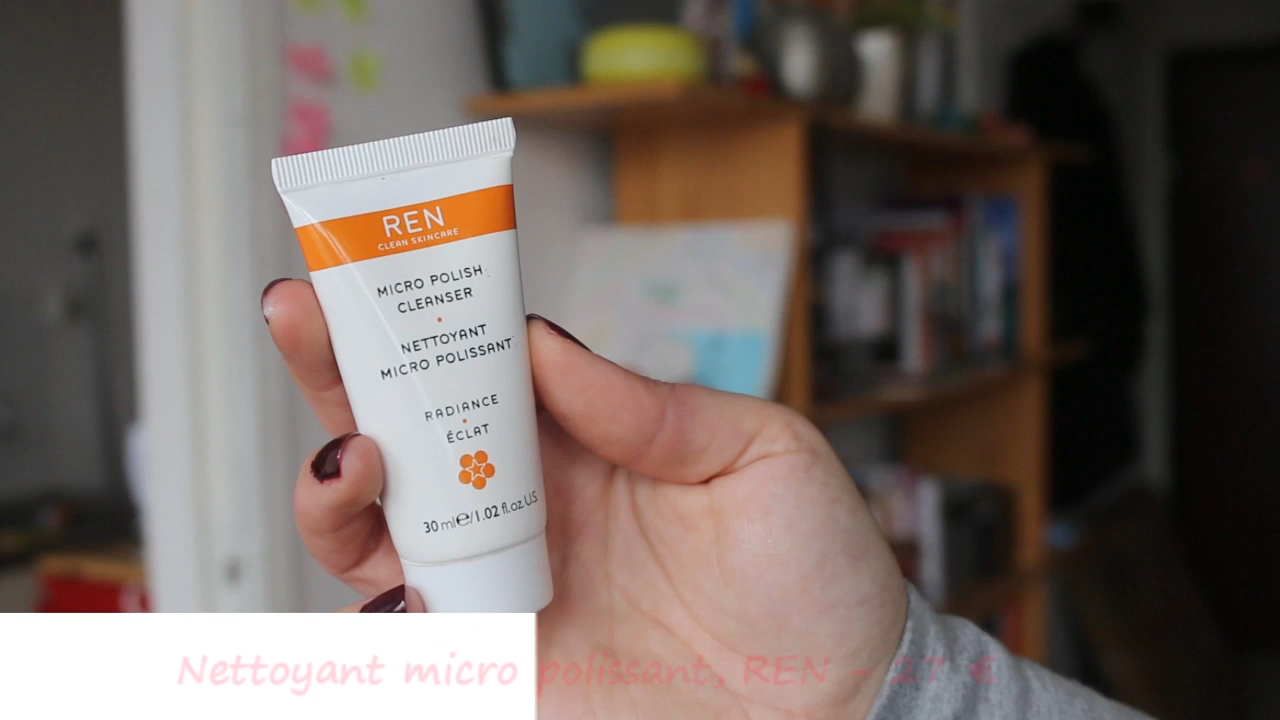 REN
CLEAN SKINCARE
MICRO POLISH
CLEANSER
NETTOYANT
MICRO POLISSANT
RADIANCE
ÉCLAT
30 ml e/1.02 fl.oz.U.S.
Nettoyant micro polissant, REN - 27 €